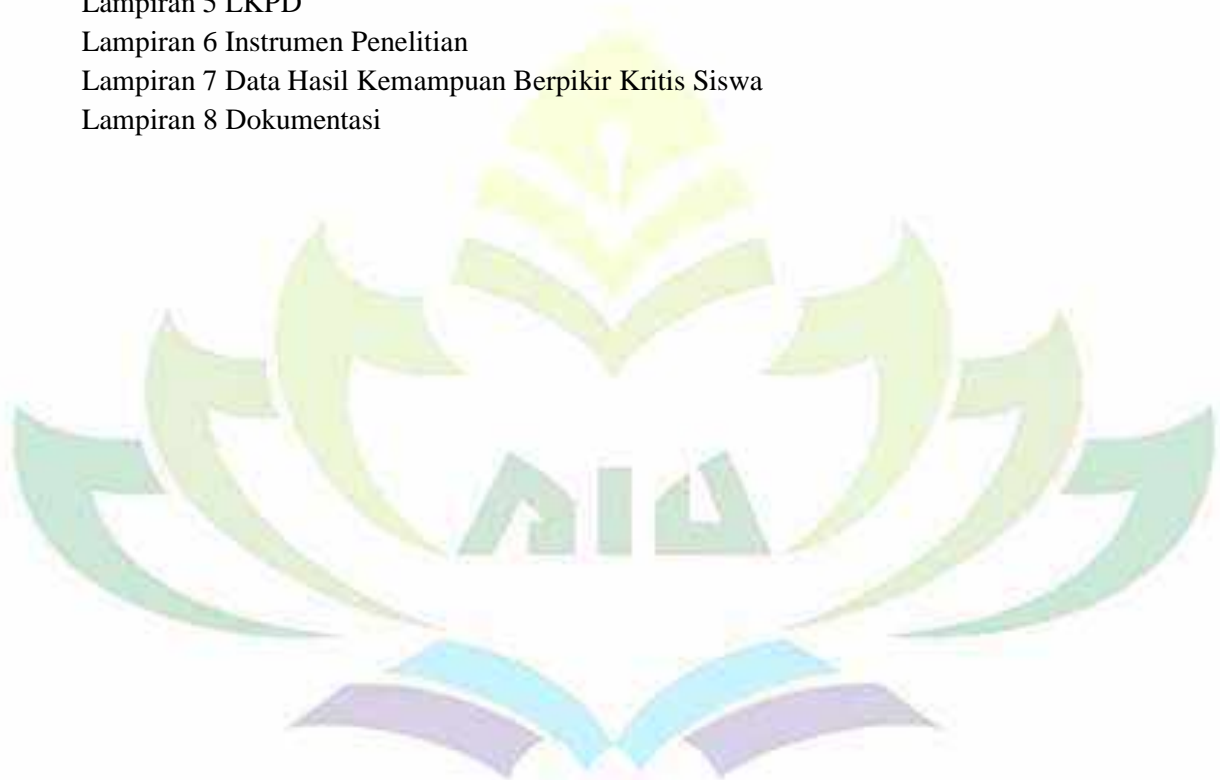 Lampiran 5 LKPD
Lampiran 6 Instrumen Penelitian
Lampiran 7 Data Hasil Kemampuan Berpikir Kritis Siswa
Lampiran 8 Dokumentasi